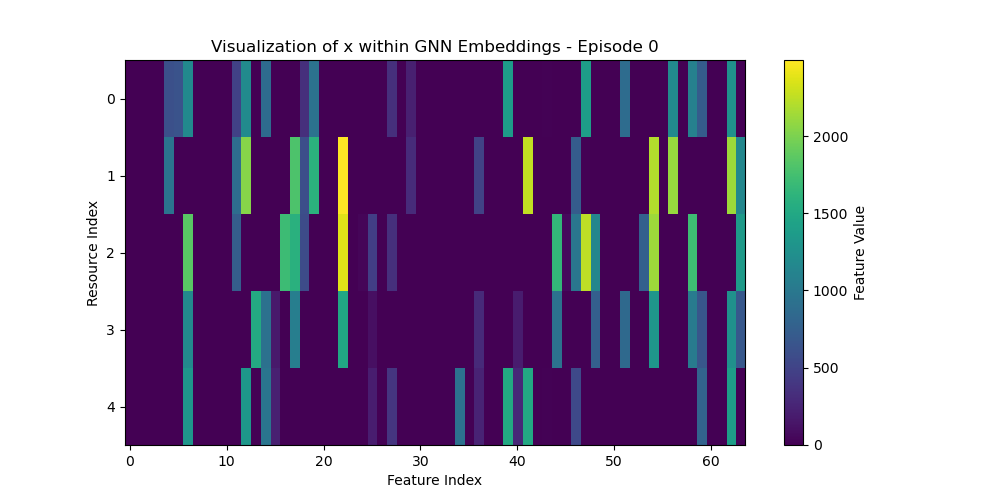 Visualization of x within GNN Embeddings - Episode 0
Resource Index
0
1
2
3
4
0 10 20 30 40 50 60
Feature Index
2000
1500
1000
500
0
Feature Value